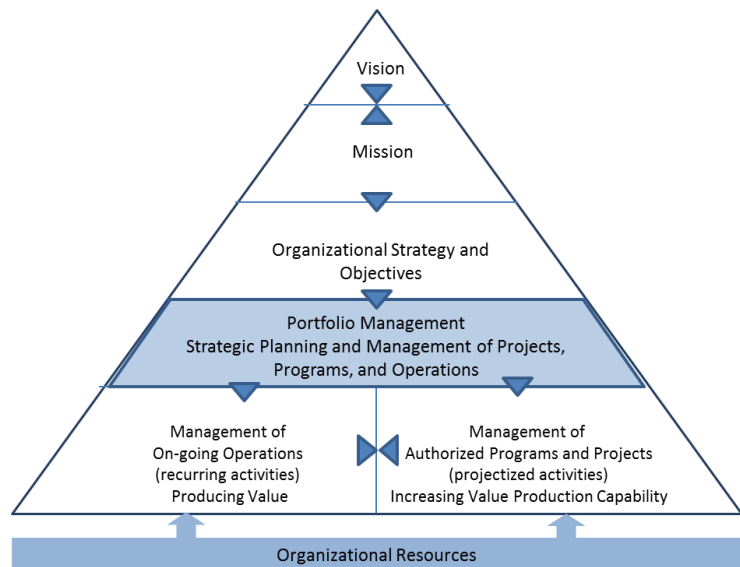 Vision
Mission
Organizational Strategy and
Objectives
Portfolio Management
Strategic Planning and Management of Projects,
Programs, and Operations
Management of
On-going Operations
(recurring activities)
Producing Value
Management of
Authorized Programs and Projects
(projectized activities)
Increasing Value Production Capability
Organizational Resources